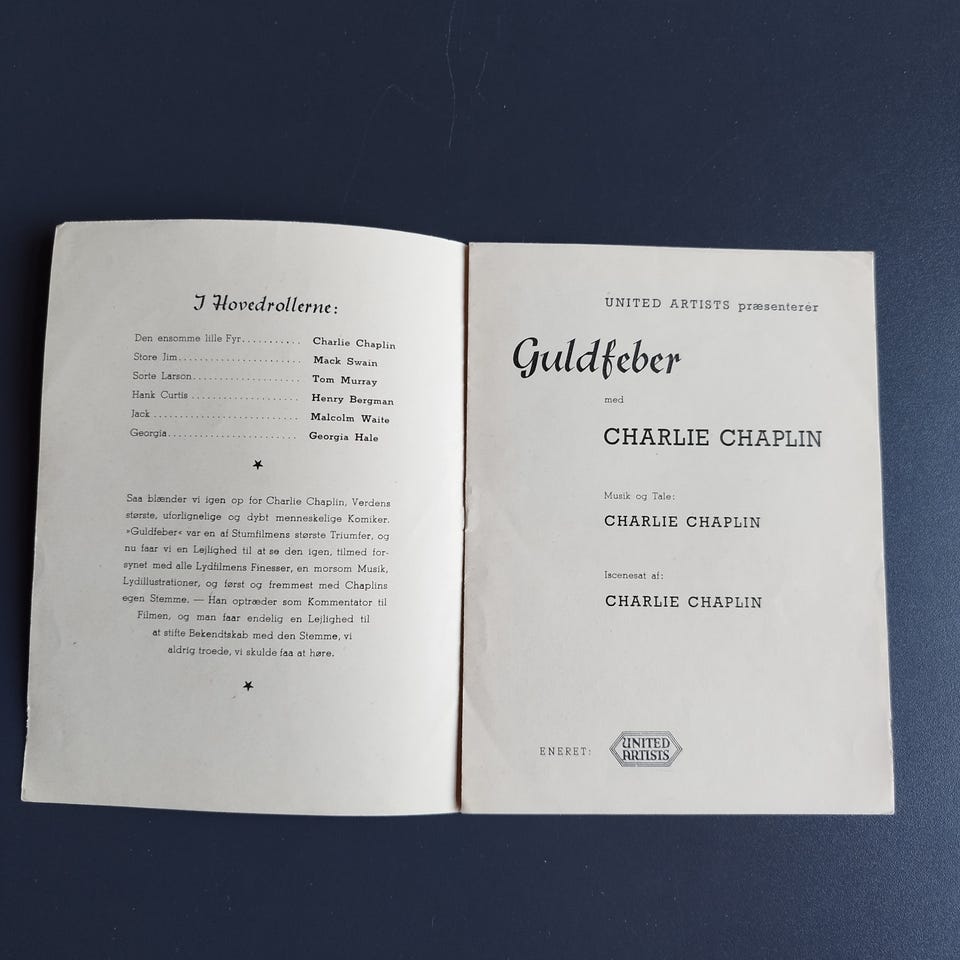 I Hovedrollerne:
Den ensomme lille Fyr.......... Charlie Chaplin
Store Jim..................... Mack Swain
Sorte Larson.................. Tom Murray
Hank Curtis .................. Henry Bergman
Jack......................... Malcolm Waite
Georgia...................... Georgia Hale
Saa blænder vi igen op for Charlie Chaplin, Verdens
største, uforlignelige og dybt menneskelige Komiker.
»Guldfeber« var en af Stumfilmens største Triumfer, og
nu faar vi en Lejlighed til at se den igen, tilmed for-
synet med alle Lydfilmens Finesser, en morsom Musik,
Lydillustrationer, og først og fremmest med Chaplins
egen Stemme. — Han optræder som Kommentator til
Filmen, og man faar endelig en Lejlighed til
at stifte Bekendtskab med den Stemme, vi
aldrig troede, vi skulde faa at høre.
UNITED ARTISTS præsenterer
Guldfeber
med
CHARLIE CHAPLIN
Musik og Tale:
CHARLIE CHAPLIN
Iscenesat af:
CHARLIE CHAPLIN
ENERET: UNITED
ARTISTS